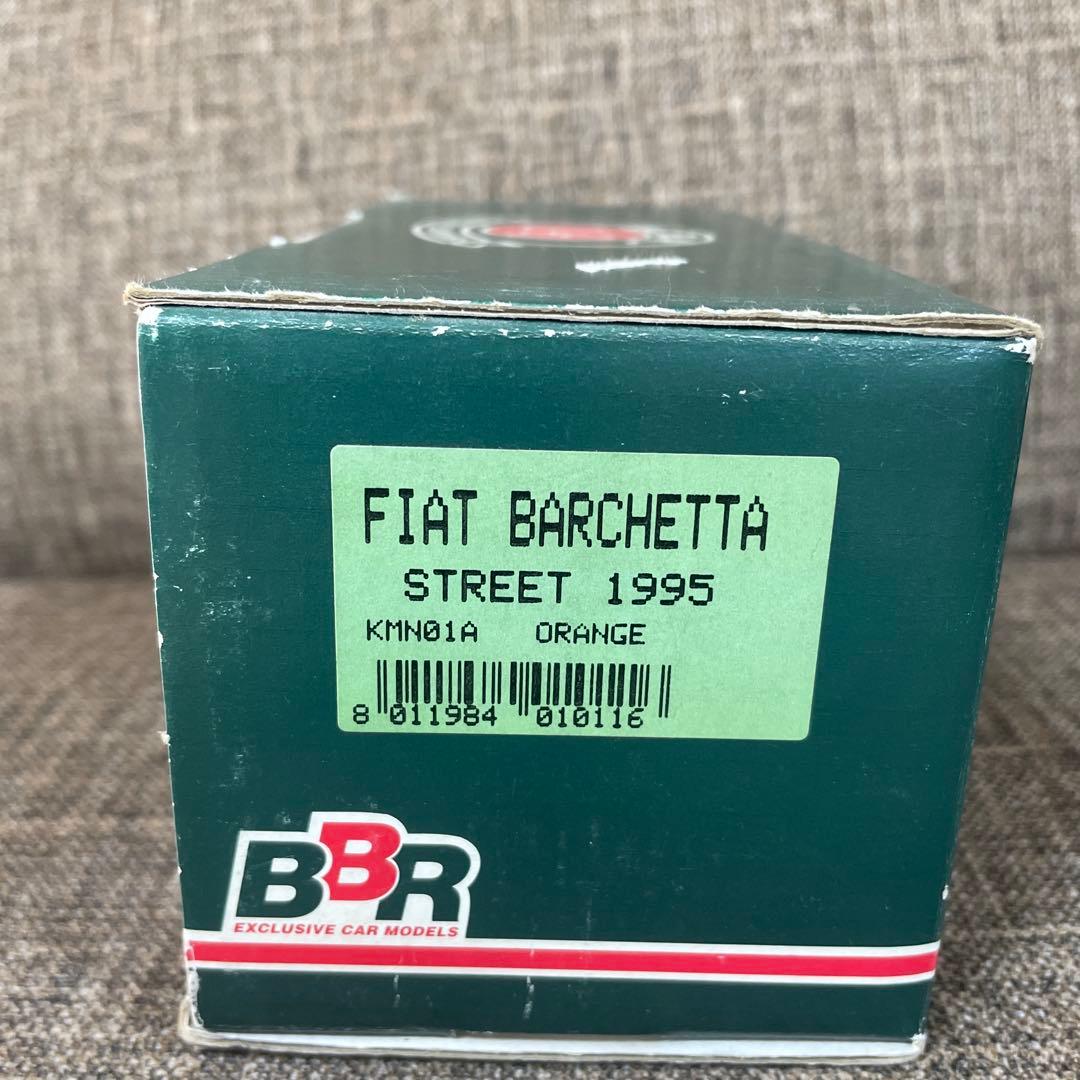 FIAT BARCHETTA
STREET 1995
KMN01A ORANGE
8 011984 010116
BBR
EXCLUSIVE CAR MODELS